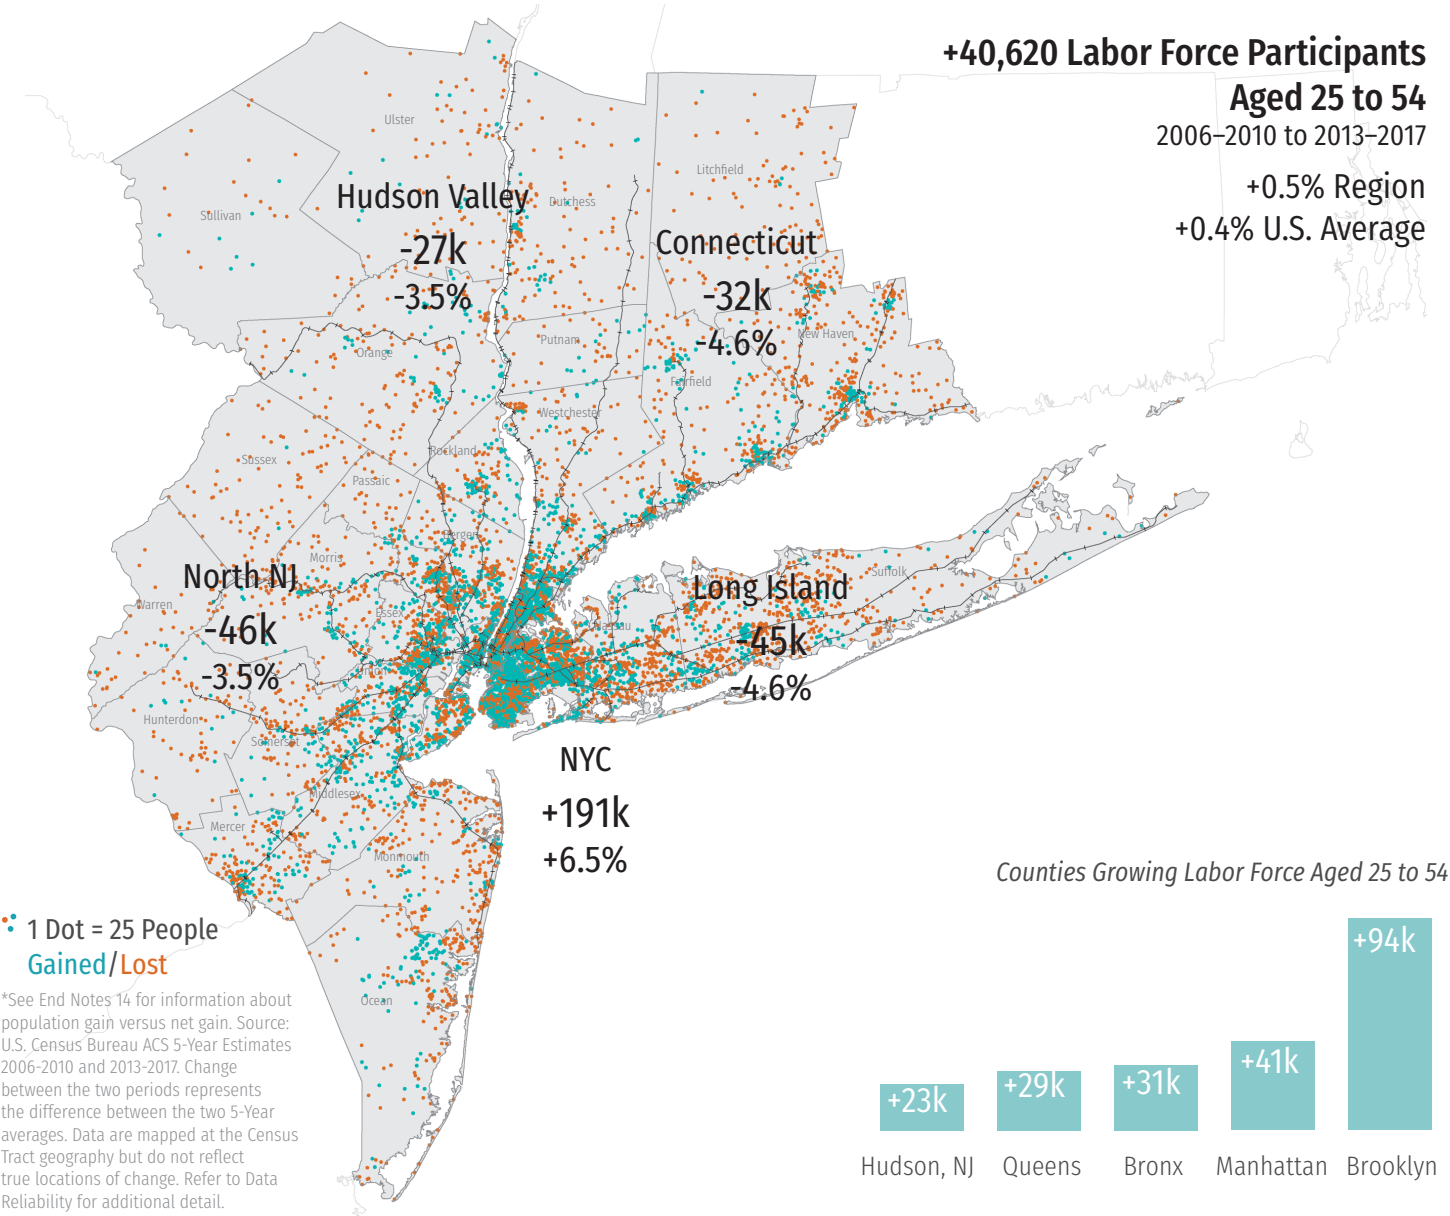 +40,620 Labor Force Participants
Aged 25 to 54
2006–2010 to 2013–2017
+0.5% Region
+0.4% U.S. Average
Ulster
Litchfield
Sullivan
Hudson Valley
-27k
-3.5%
Dutchess
Connecticut
-32k
-4.6%
New Haven
Orange
Putnam
Fairfield
Westchester
Rockland
Sussex
Passaic
Bergen
Morris
North NJ
-46k
-3.5%
Warren
Essex
Union
Hunterdon
Somerset
Middlesex
Mercer
Monmouth
Ocean
Long Island
-45k
-4.6%
Suffolk
Nassau
NYC
+191k
+6.5%
1 Dot = 25 People
Gained/Lost
*See End Notes 14 for information about
population gain versus net gain. Source:
U.S. Census Bureau ACS 5-Year Estimates
2006-2010 and 2013-2017. Change
between the two periods represents
the difference between the two 5-Year
averages. Data are mapped at the Census
Tract geography but do not reflect
true locations of change. Refer to Data
Reliability for additional detail.
Counties Growing Labor Force Aged 25 to 54
+23k
+29k
+31k
+41k
+94k
Hudson, NJ
Queens
Bronx
Manhattan
Brooklyn